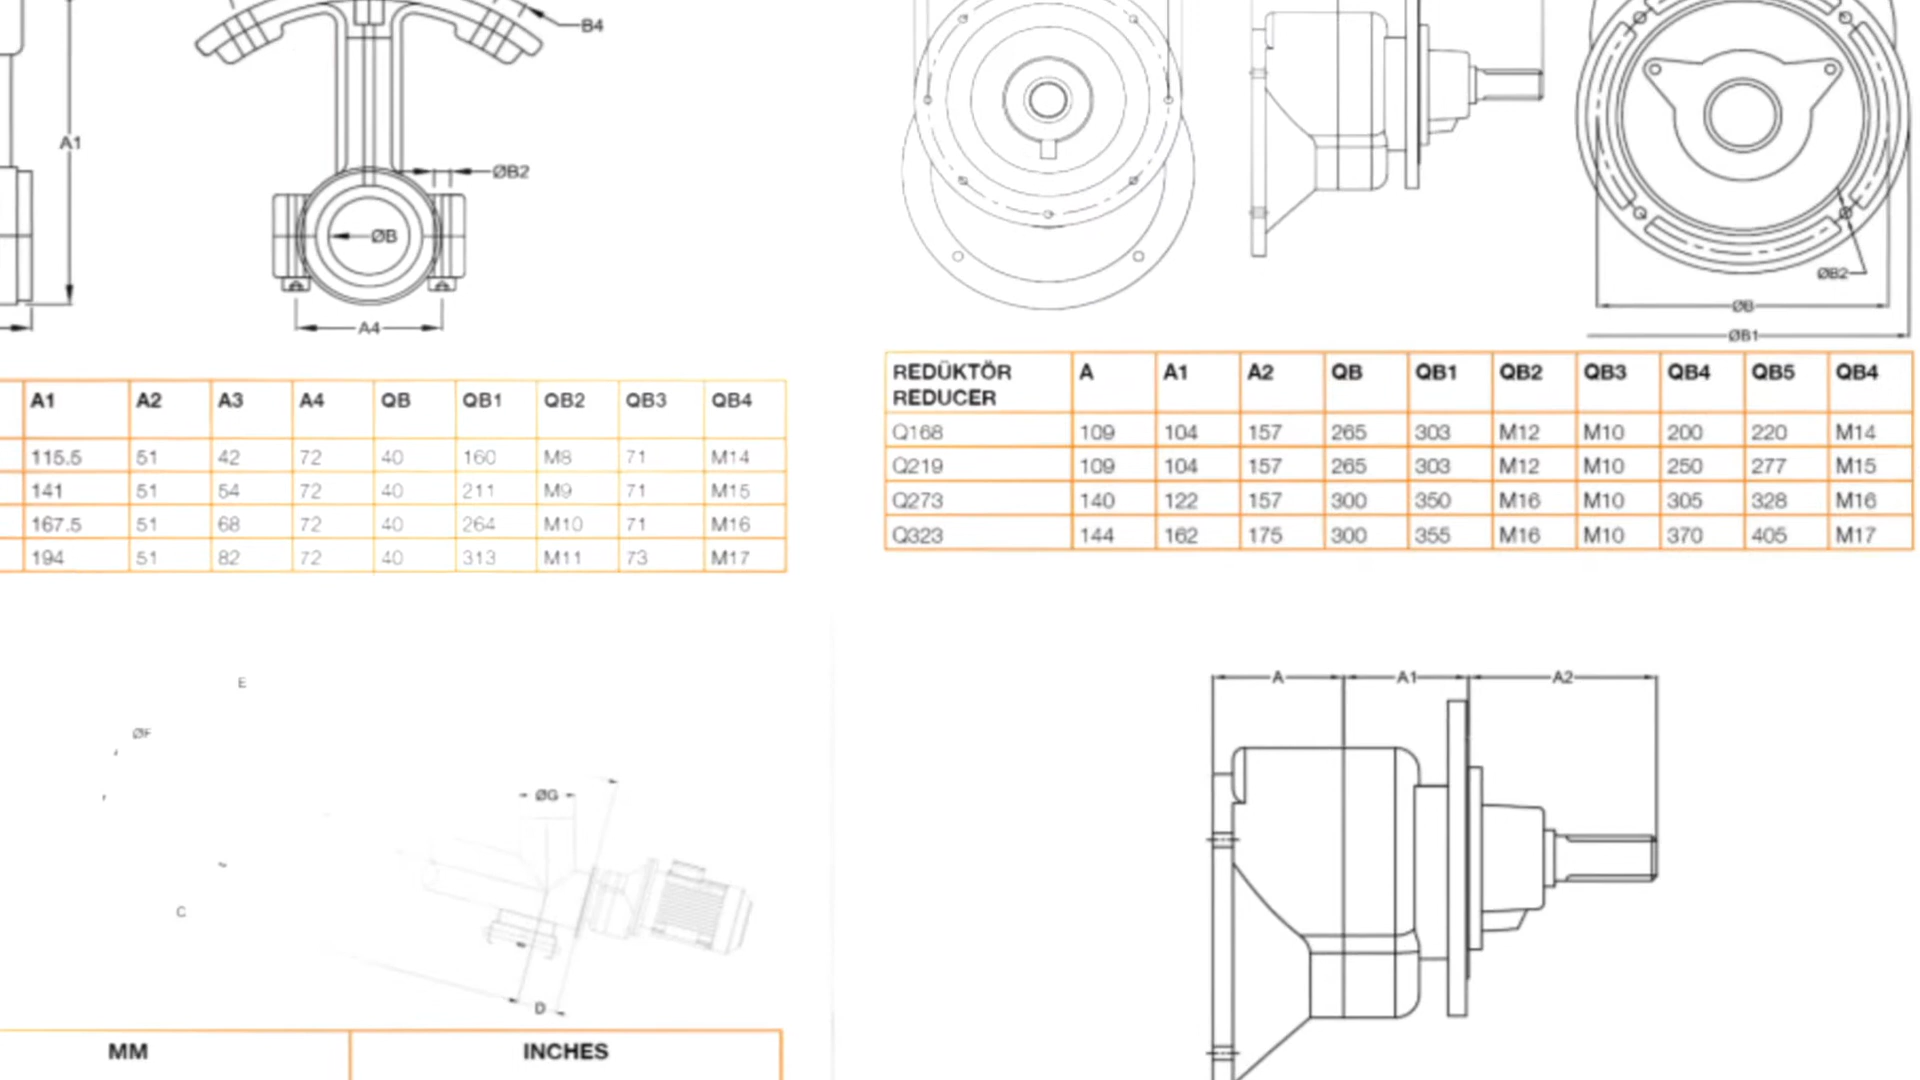 B4
A1
ØB2
ØB
A4
A1 A2 A3 A4 QB QB1 QB2 QB3 QB4
115.5 51 42 72 40 160 M8 71 M14
141 51 54 72 40 211 M9 71 M15
167.5 51 68 72 40 264 M10 71 M16
194 51 82 72 40 313 M11 73 M17
ØB2
ØB
ØB1
REDÜKTÖR A A1 A2 QB QB1 QB2 QB3 QB4 QB5 QB4
REDUCER
Q168 109 104 157 265 303 M12 M10 200 220 M14
Q219 109 104 157 265 303 M12 M10 250 277 M15
Q273 140 122 157 300 350 M16 M10 305 328 M16
Q323 144 162 175 300 355 M16 M10 370 405 M17
E
ØF
ØG
C
D
MM INCHES
A A1 A2